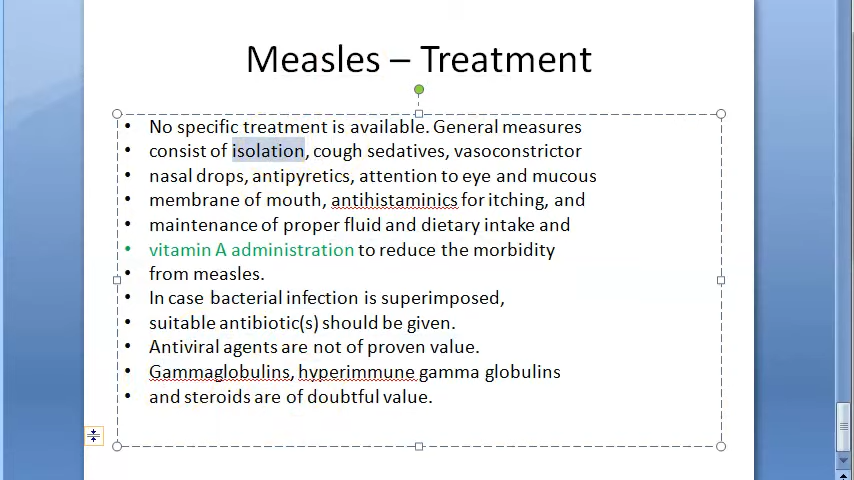 Measles – Treatment
• No specific treatment is available. General measures
• consist of isolation, cough sedatives, vasoconstrictor
• nasal drops, antipyretics, attention to eye and mucous
• membrane of mouth, antihistaminics for itching, and
• maintenance of proper fluid and dietary intake and
• vitamin A administration to reduce the morbidity
• from measles.
• In case bacterial infection is superimposed,
• suitable antibiotic(s) should be given.
• Antiviral agents are not of proven value.
• Gammaglobulins, hyperimmune gamma globulins
• and steroids are of doubtful value.